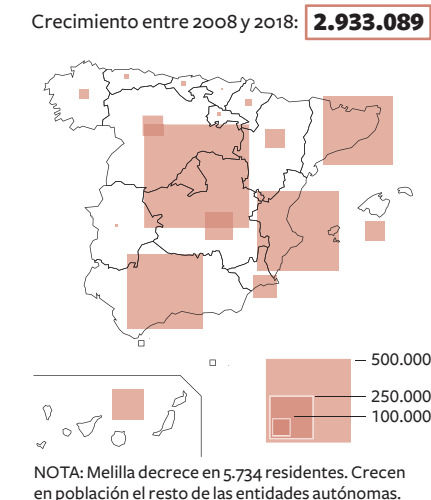 Crecimiento entre 2008 y 2018: 2.933.089
500.000
250.000
100.000
NOTA: Melilla decrece en 5.734 residentes. Crecen
en población el resto de las entidades autónomas.